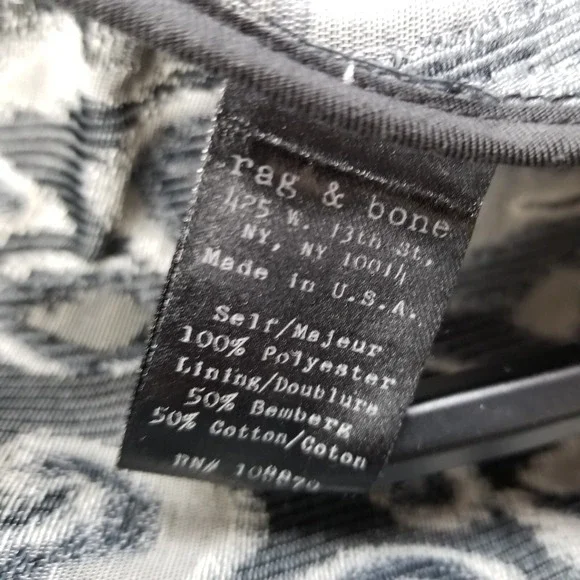 rag & bone
425 W. 13th St,
NY, NY 10014
Made in U.S.A.
Self/Majeur
100% Polyester
Lining/Doublure
50% Bemberg
50% Cotton/Coton
RN#